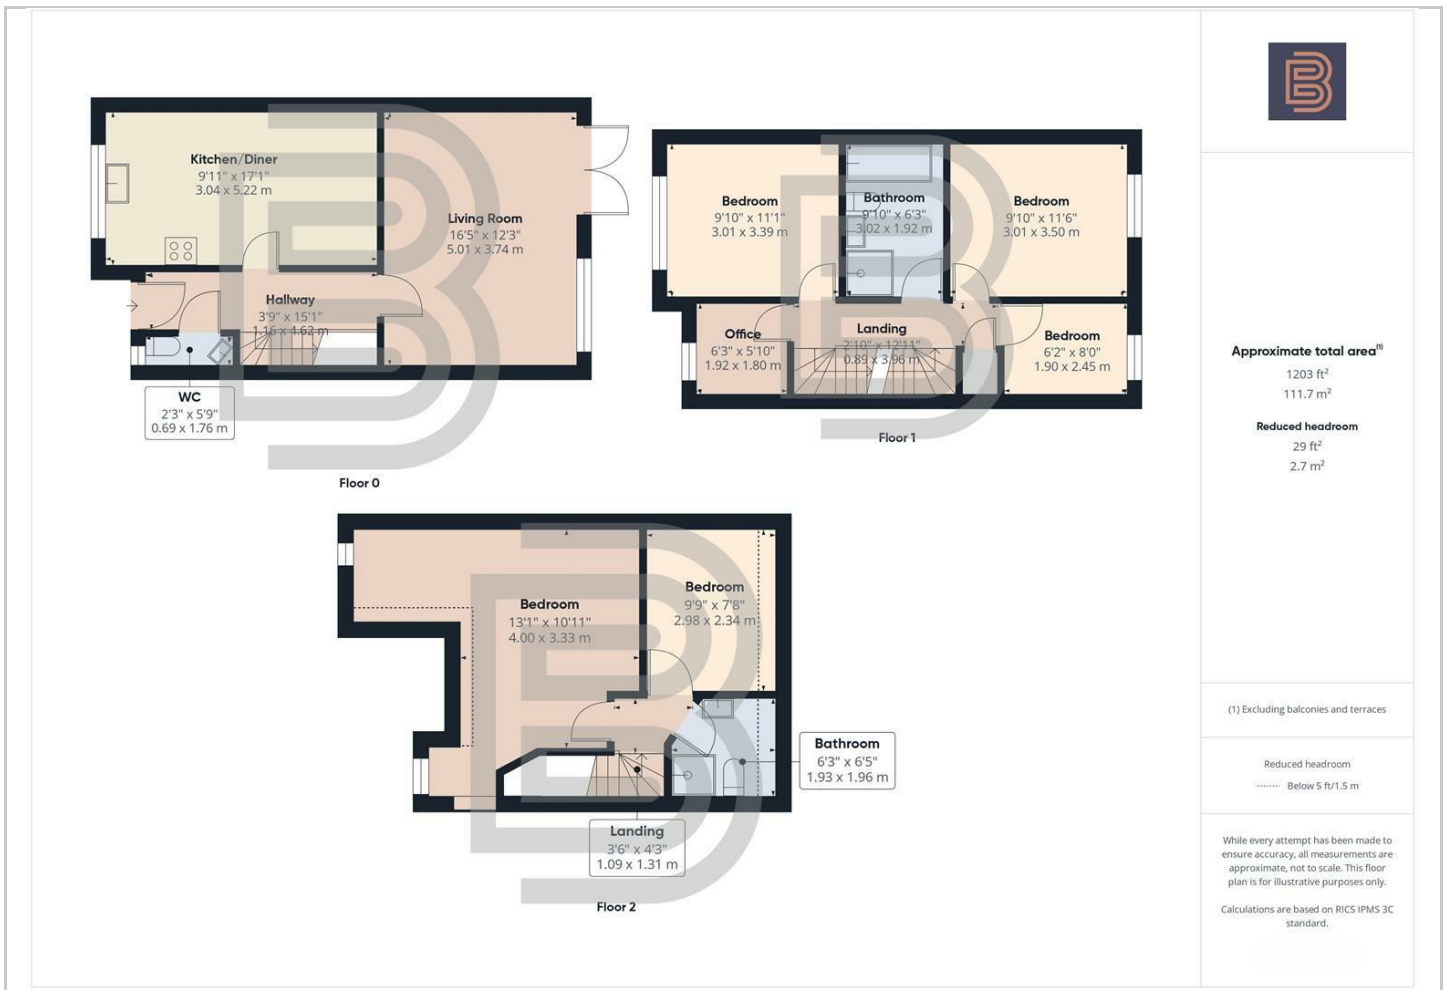 Kitchen/Diner
9'11" x 17'1"
3.04 x 5.22 m
Living Room
16'5" x 12'3"
5.01 x 3.74 m
Hallway
3'9" x 15'1"
1.16 x 4.62 m
WC
2'3" x 5'9"
0.69 x 1.76 m
Floor 0
Bedroom
9'10" x 11'1"
3.01 x 3.39 m
Bathroom
9'10" x 6'3"
3.02 x 1.92 m
Bedroom
9'10" x 11'6"
3.01 x 3.50 m
Office
6'3" x 5'10"
1.92 x 1.80 m
Landing
2'10" x 12'11"
0.89 x 3.96 m
Bedroom
6'2" x 8'0"
1.90 x 2.45 m
Floor 1
Bedroom
13'1" x 10'11"
4.00 x 3.33 m
Bedroom
9'9" x 7'8"
2.98 x 2.34 m
Bathroom
6'3" x 6'5"
1.93 x 1.96 m
Landing
3'6" x 4'3"
1.09 x 1.31 m
Floor 2
B
Approximate total area⁽¹⁾
1203 ft²
111.7 m²
Reduced headroom
29 ft²
2.7 m²
(1) Excluding balconies and terraces
Reduced headroom
Below 5 ft/1.5 m
While every attempt has been made to
ensure accuracy, all measurements are
approximate, not to scale. This floor
plan is for illustrative purposes only.
Calculations are based on RICS IPMS 3C
standard.